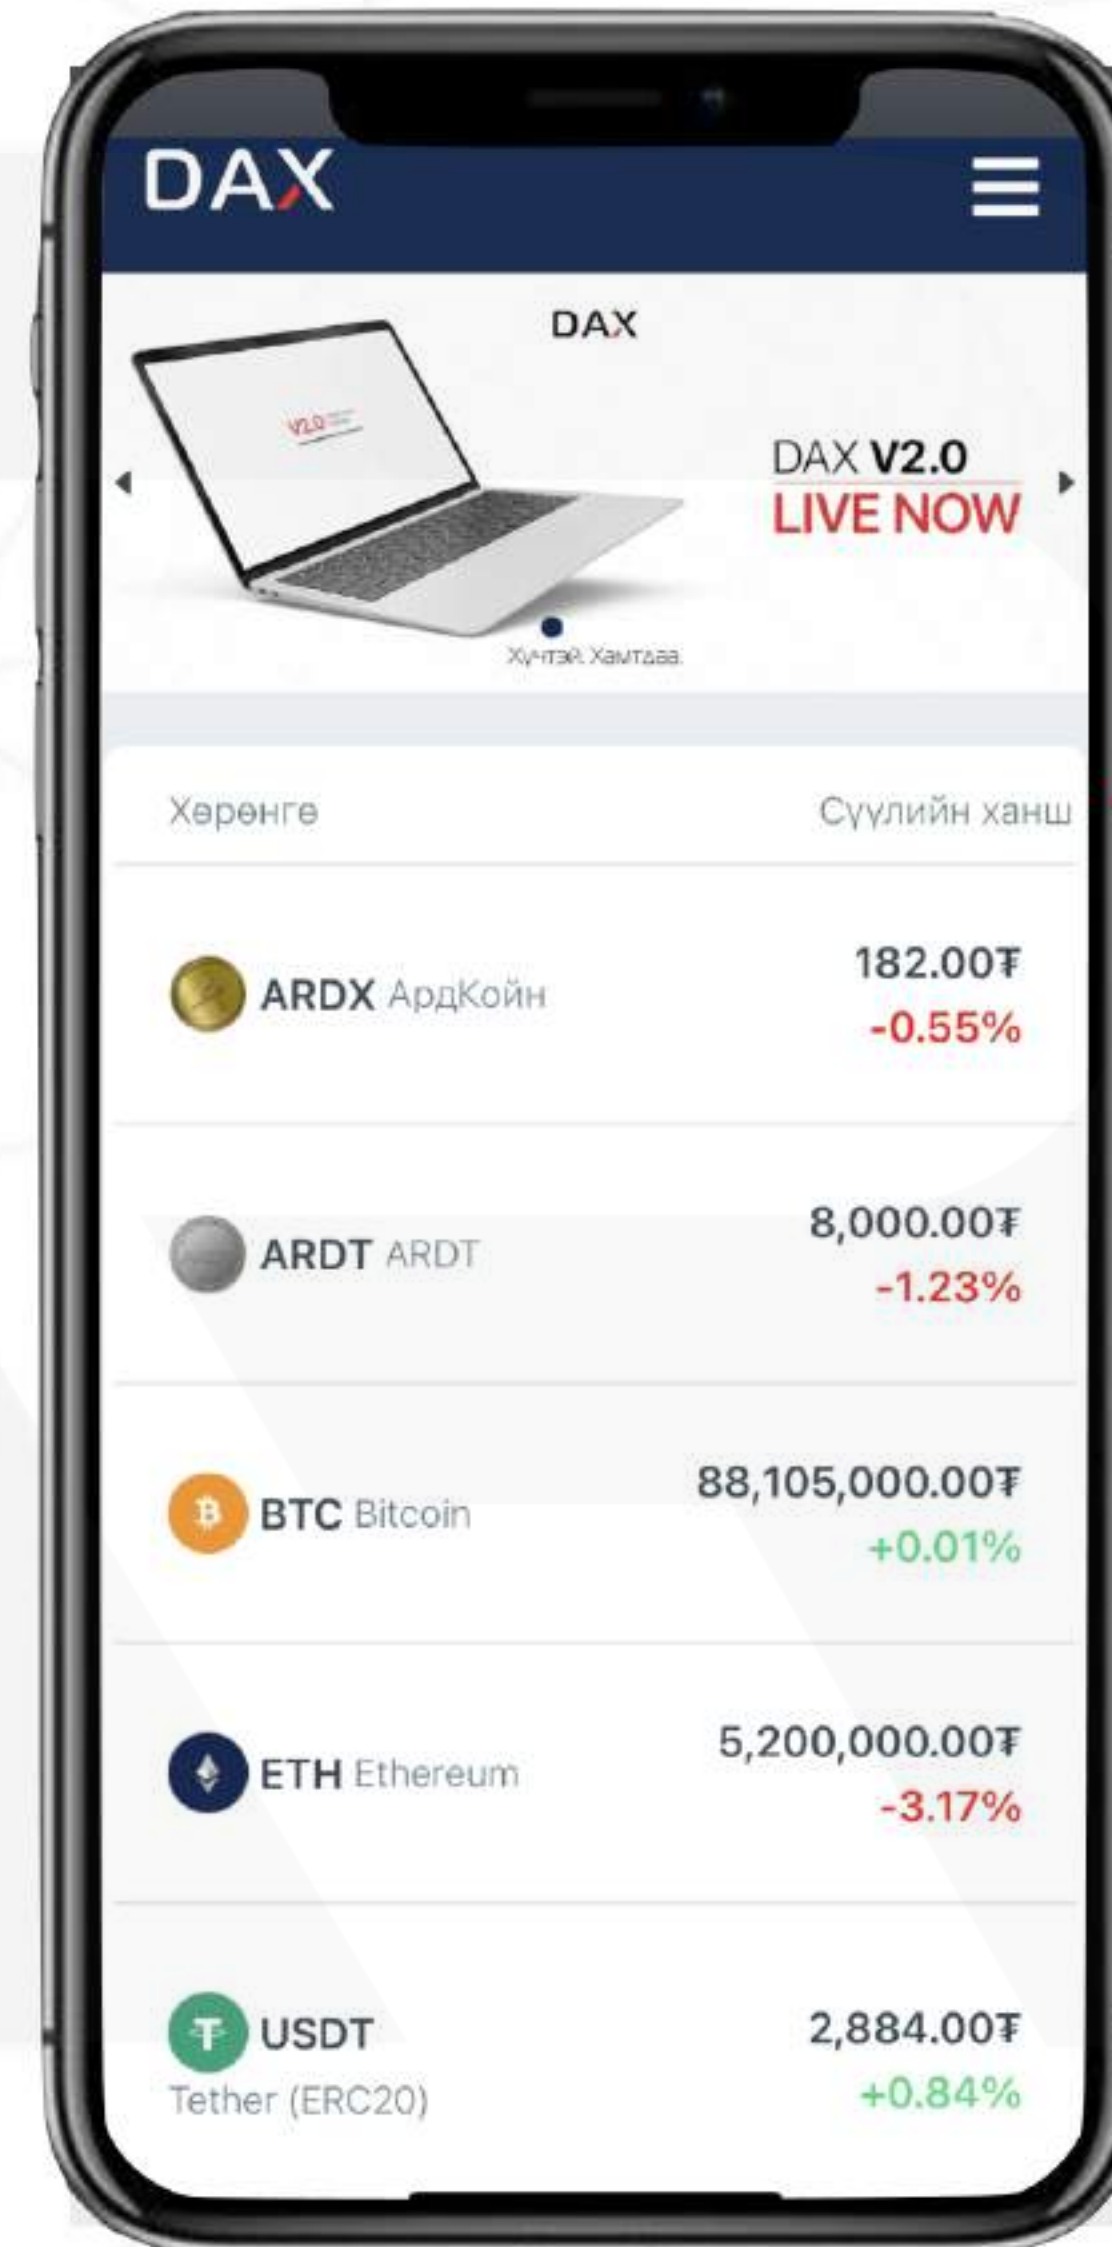 DAX
DAX
V2.0
DAX V2.0
LIVE NOW
Хүчтэй. Хамтдаа.
Хөрөнгө Сүүлийн ханш
ARDX АрдКойн 182.00₮
-0.55%
ARDT ARDT 8,000.00₮
-1.23%
BTC Bitcoin 88,105,000.00₮
+0.01%
ETH Ethereum 5,200,000.00₮
-3.17%
USDT 2,884.00₮
Tether (ERC20) +0.84%